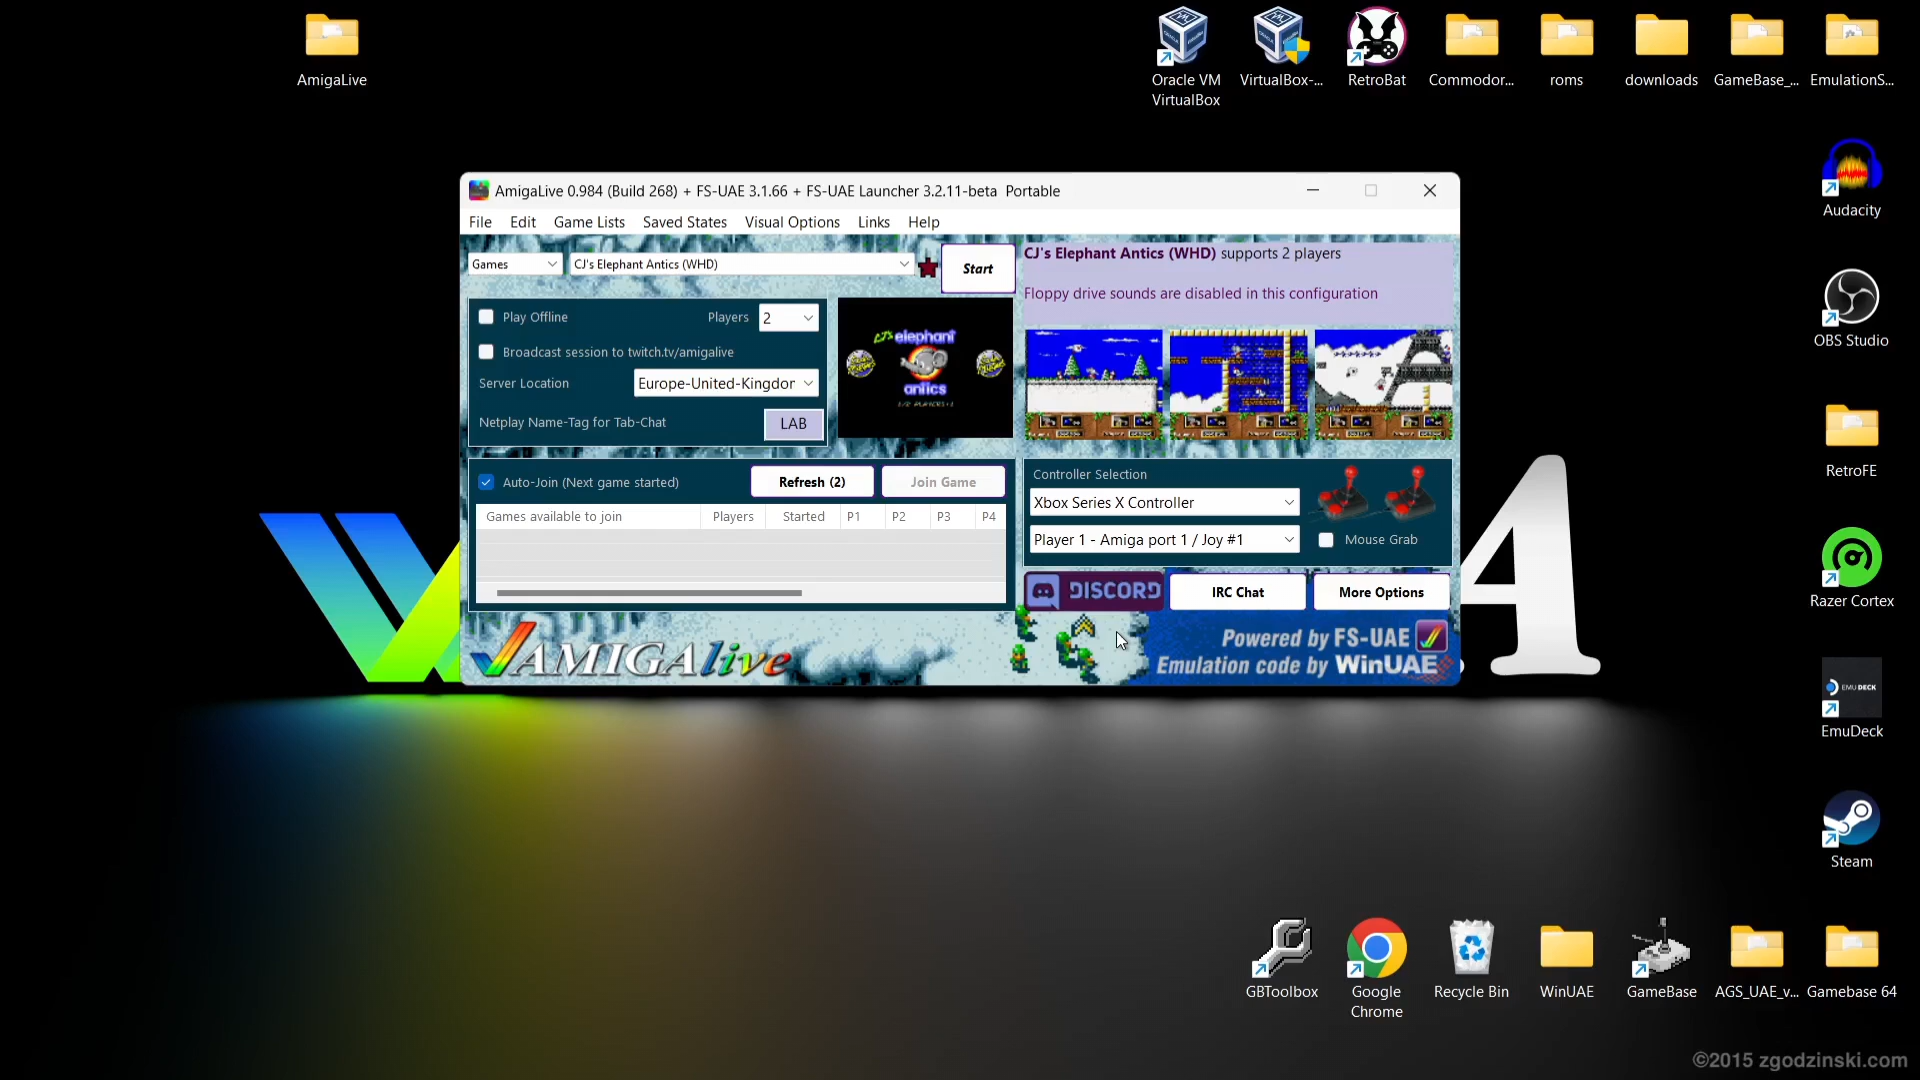 AmigaLive
Oracle VM
VirtualBox
VirtualBox-...
RetroBat
Commodor...
roms
downloads
GameBase_...
EmulationS...
Audacity
OBS Studio
RetroFE
Razer Cortex
EMUDECK
EmuDeck
Steam
AmigaLive 0.984 (Build 268) + FS-UAE 3.1.66 + FS-UAE Launcher 3.2.11-beta Portable
File Edit Game Lists Saved States Visual Options Links Help
Games
CJ's Elephant Antics (WHD)
Start
CJ's Elephant Antics (WHD) supports 2 players
Floppy drive sounds are disabled in this configuration
Play Offline
Players
2
Broadcast session to twitch.tv/amigalive
Server Location
Europe-United-Kingdor
Netplay Name-Tag for Tab-Chat
LAB
CJ's elephant
antics
Auto-Join (Next game started)
Refresh (2)
Join Game
Games available to join Players Started P1 P2 P3 P4
Controller Selection
Xbox Series X Controller
Player 1 - Amiga port 1 / Joy #1
Mouse Grab
DISCORD
IRC Chat
More Options
AMIGAlive
Powered by FS-UAE
Emulation code by WinUAE
A
GBToolbox
Google
Chrome
Recycle Bin
WinUAE
GameBase
AGS_UAE_v...
Gamebase 64
©2015 zgodzinski.com